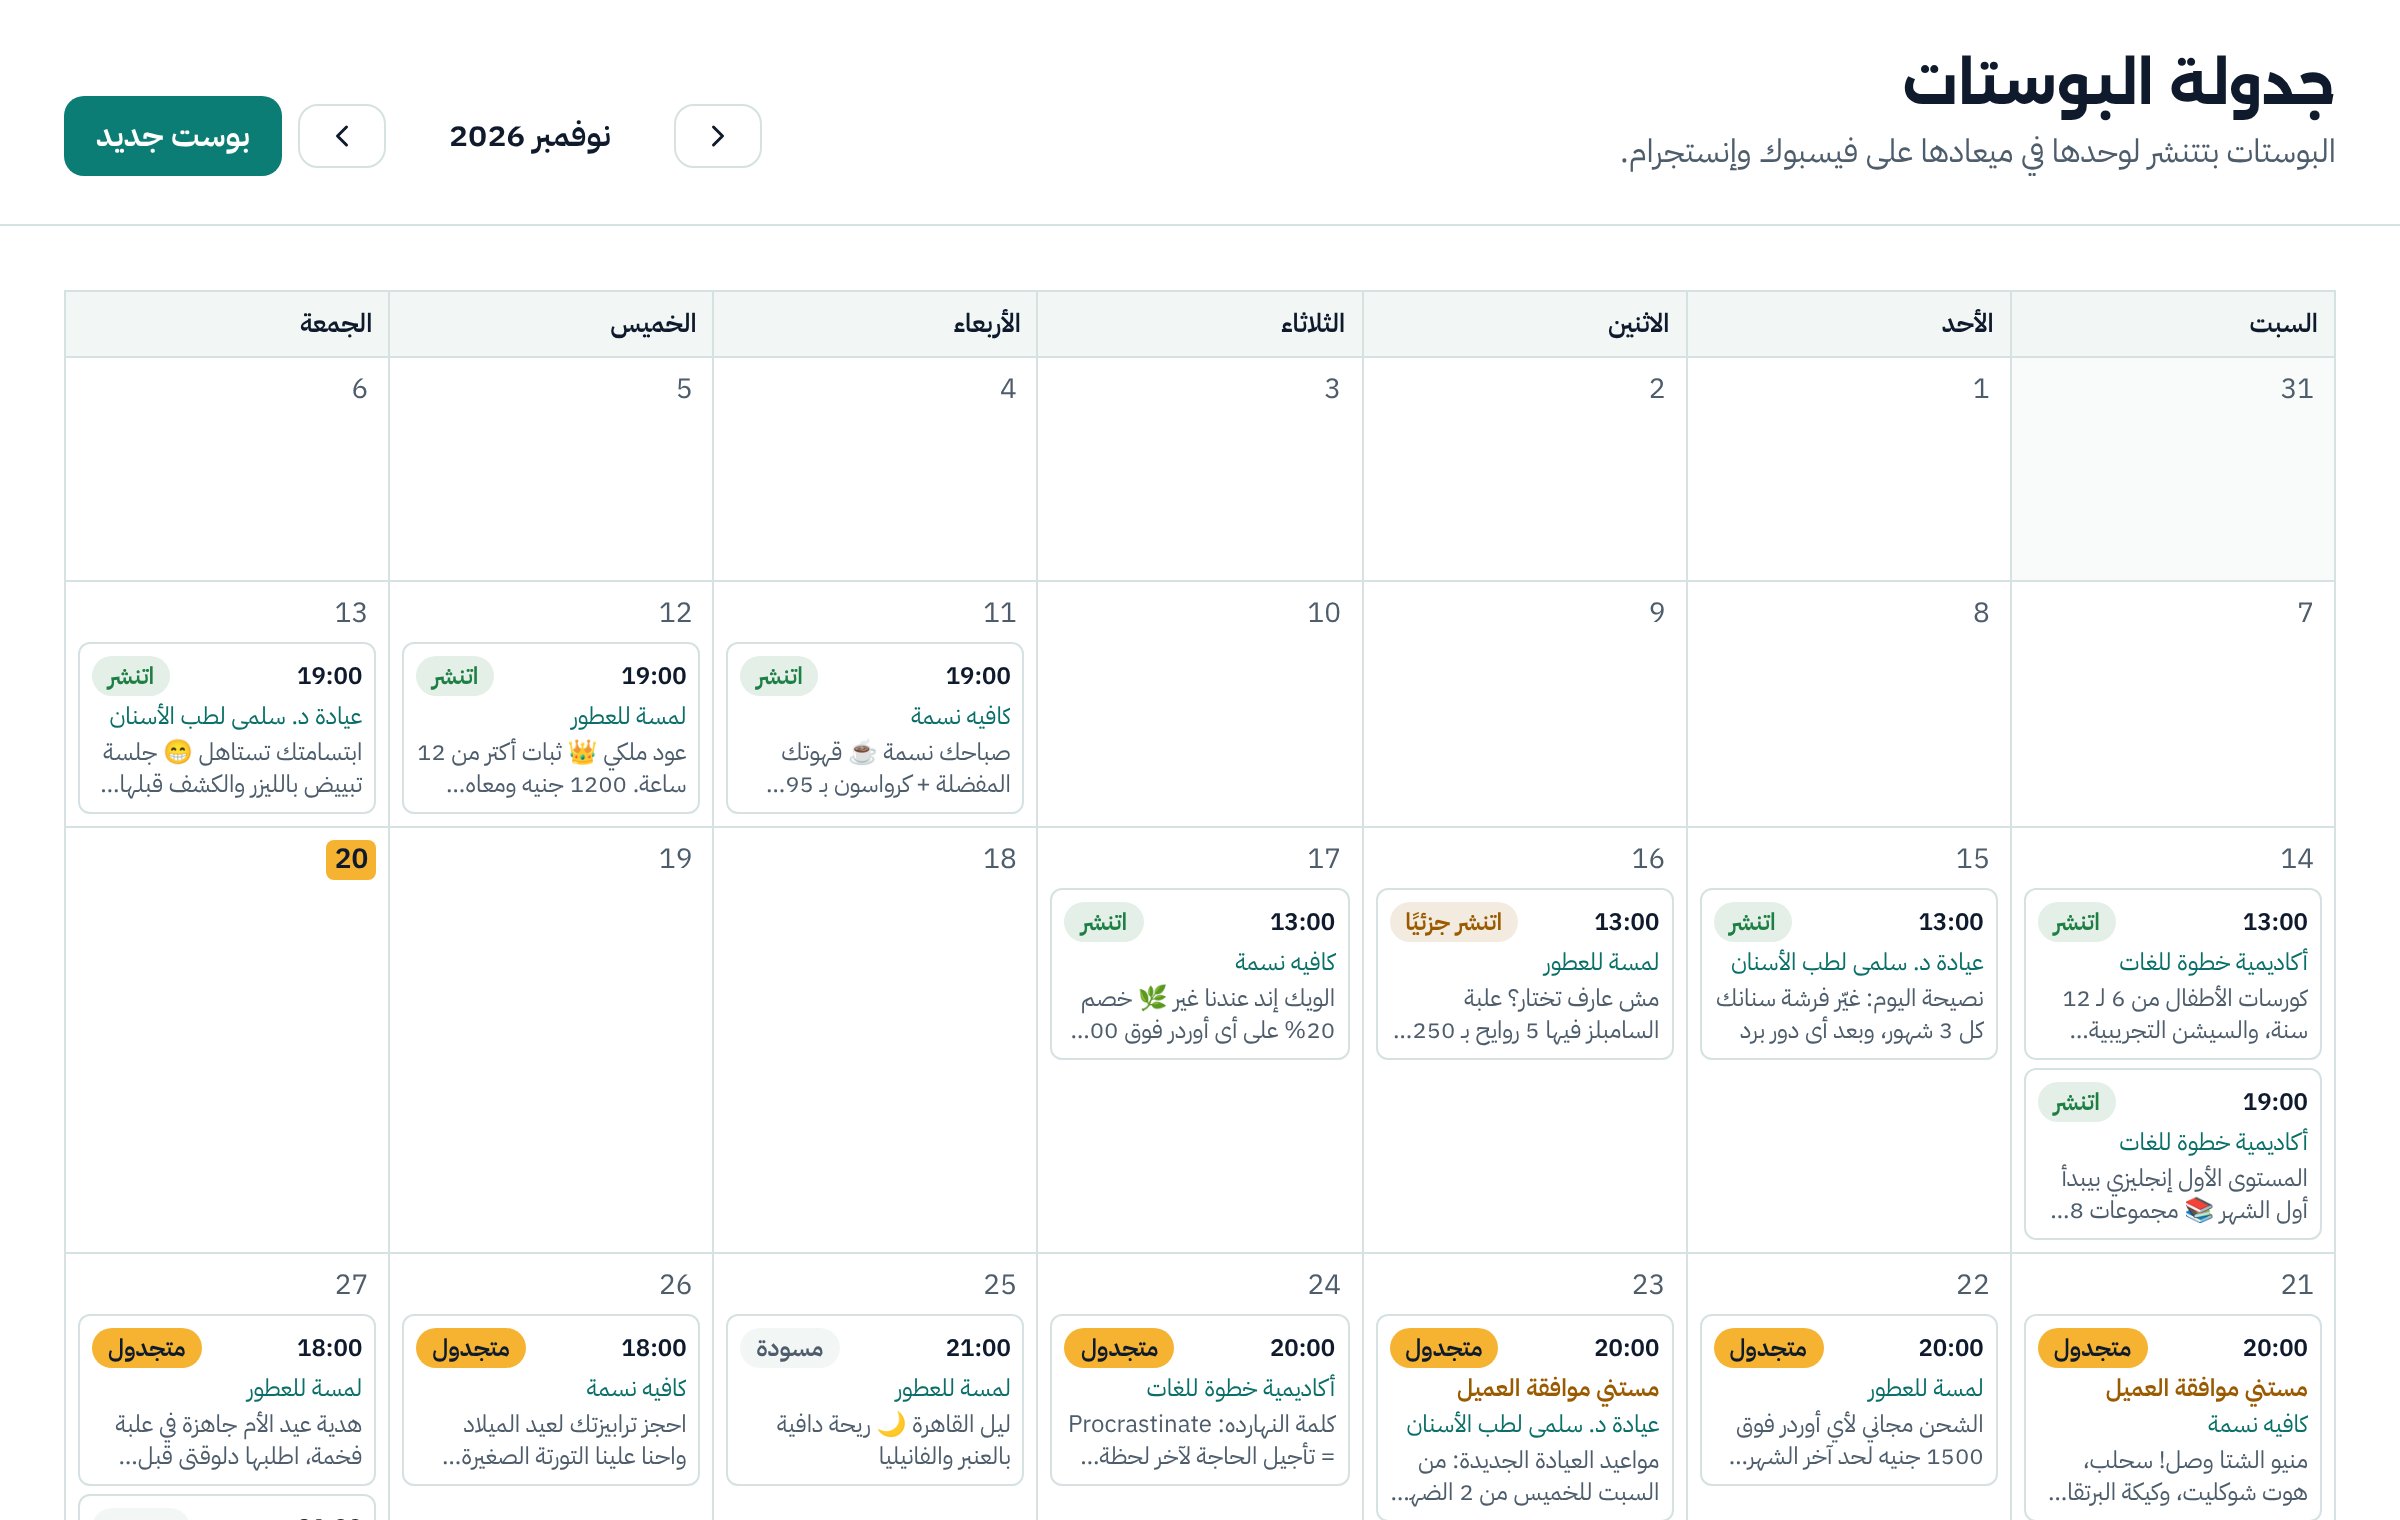 جدولة البوستات
البوستات بتتنشر لوحدها في ميعادها على فيسبوك وإنستجرام.
نوفمبر 2026
بوست جديد
السبت
الأحد
الاثنين
الثلاثاء
الأربعاء
الخميس
الجمعة
31
1
2
3
4
5
6
7
8
9
10
11
19:00 اتنشر
كافيه نسمة
صباحك نسمة ☕ قهوتك
المفضلة + كرواسون بـ 95...
12
19:00 اتنشر
لمسة للعطور
عود ملكي 👑 ثبات أكتر من 12
ساعة. 1200 جنيه ومعاه...
13
19:00 اتنشر
عيادة د. سلمى لطب الأسنان
ابتسامتك تستاهل 😁 جلسة
تبييض بالليزر والكشف قبلها...
14
13:00 اتنشر
أكاديمية خطوة للغات
كورسات الأطفال من 6 لـ 12
سنة، والسيشن التجريبية...
19:00 اتنشر
أكاديمية خطوة للغات
المستوى الأول إنجليزي بيبدأ
أول الشهر 📚 مجموعات 8...
15
13:00 اتنشر
عيادة د. سلمى لطب الأسنان
نصيحة اليوم: غيّر فرشة سنانك
كل 3 شهور، وبعد أى دور برد
16
13:00 اتنشر جزئيًا
لمسة للعطور
مش عارف تختار؟ علبة
السامبلز فيها 5 روايح بـ 250...
17
13:00 اتنشر
كافيه نسمة
الويك إند عندنا غير 🌿 خصم
20% على أى أوردر فوق 00...
18
19
20
21
20:00 متجدول
مستني موافقة العميل
كافيه نسمة
منيو الشتا وصل! سحلب،
هوت شوكليت، وكيكة البرتقا...
22
20:00 متجدول
لمسة للعطور
الشحن مجاني لأي أوردر فوق
1500 جنيه لحد آخر الشهر...
23
20:00 متجدول
مستني موافقة العميل
عيادة د. سلمى لطب الأسنان
مواعيد العيادة الجديدة: من
السبت للخميس من 2 الضهـ...
24
20:00 متجدول
أكاديمية خطوة للغات
كلمة النهارده: Procrastinate
= تأجيل الحاجة لآخر لحظة...
25
21:00 مسودة
لمسة للعطور
ليل القاهرة 🌙 ريحة دافية
بالعنبر والفانيليا
26
18:00 متجدول
كافيه نسمة
احجز ترابيزتك لعيد الميلاد
واحنا علينا التورتة الصغيرة...
27
18:00 متجدول
لمسة للعطور
هدية عيد الأم جاهزة في علبة
فخمة، اطلبها دلوقتى قبل...